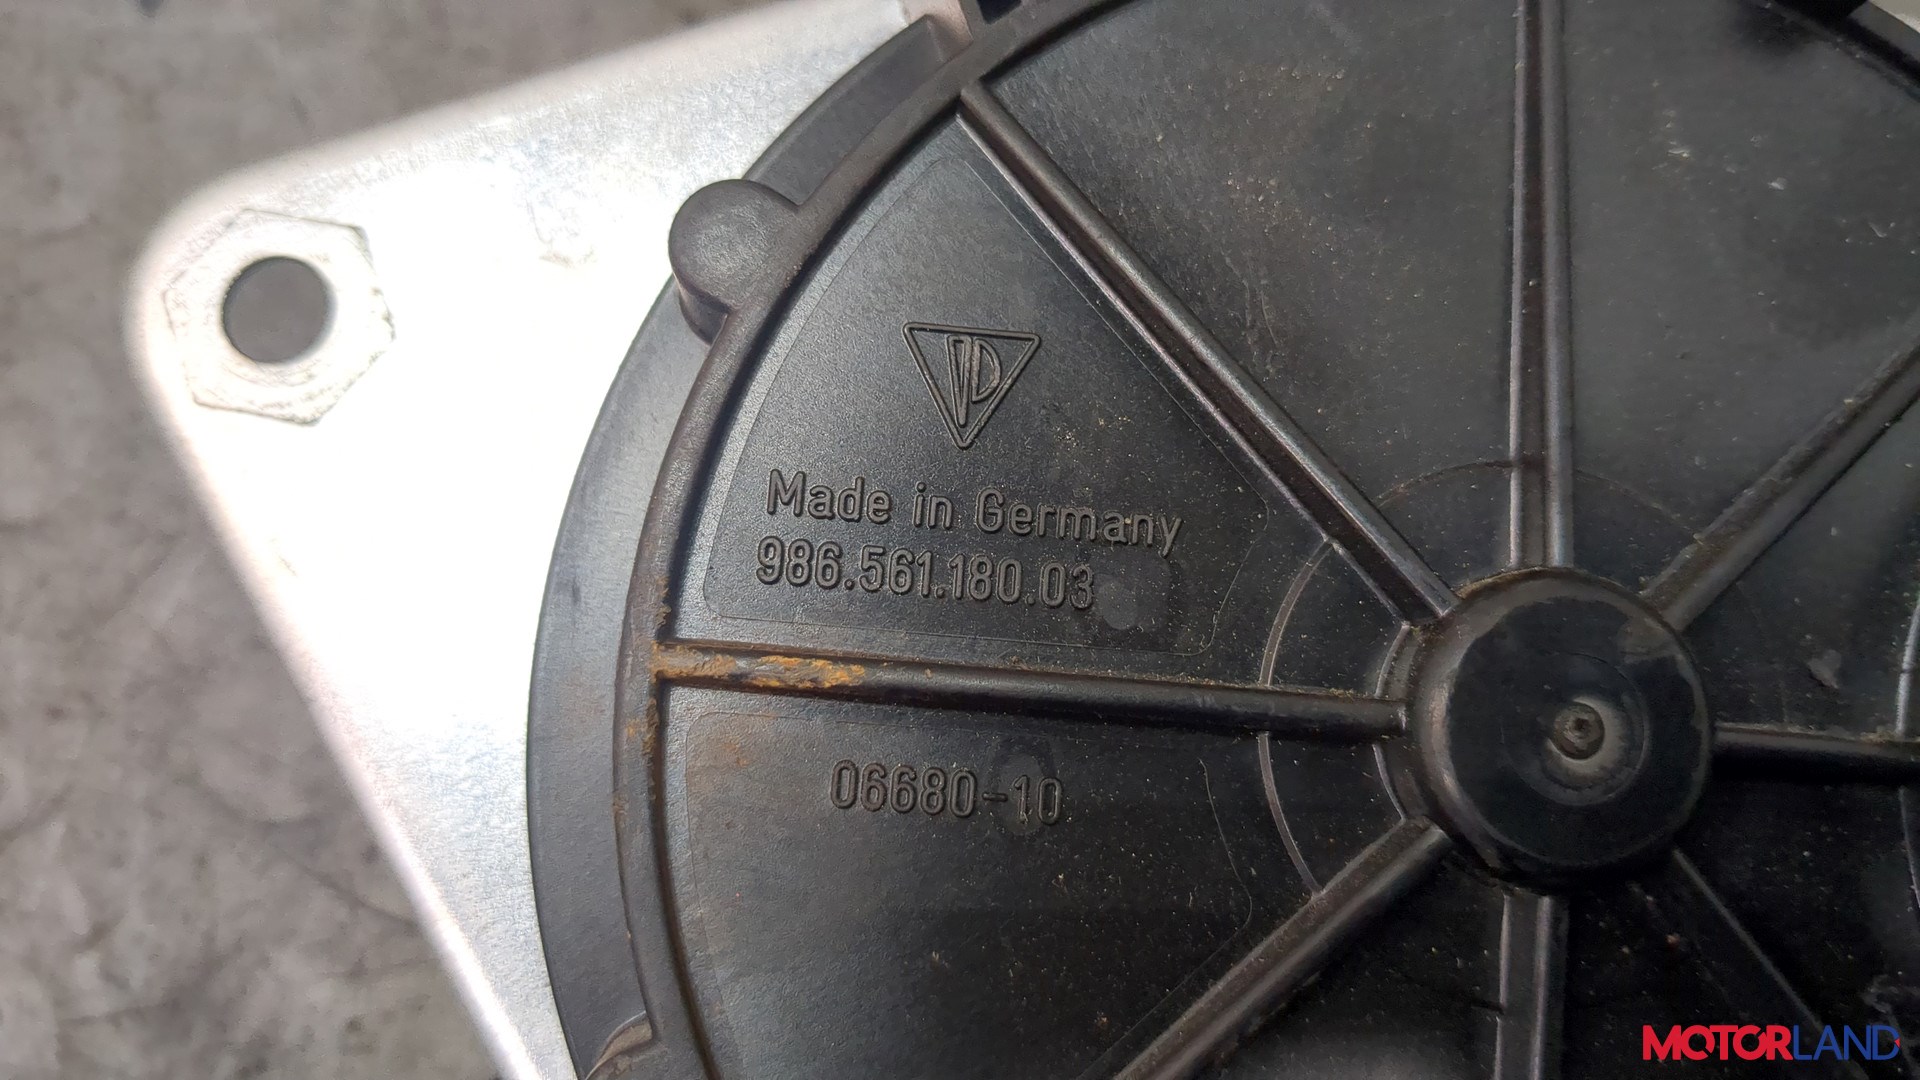 Made in Germany
986.561.180.03
06680-10
MOTORLAND